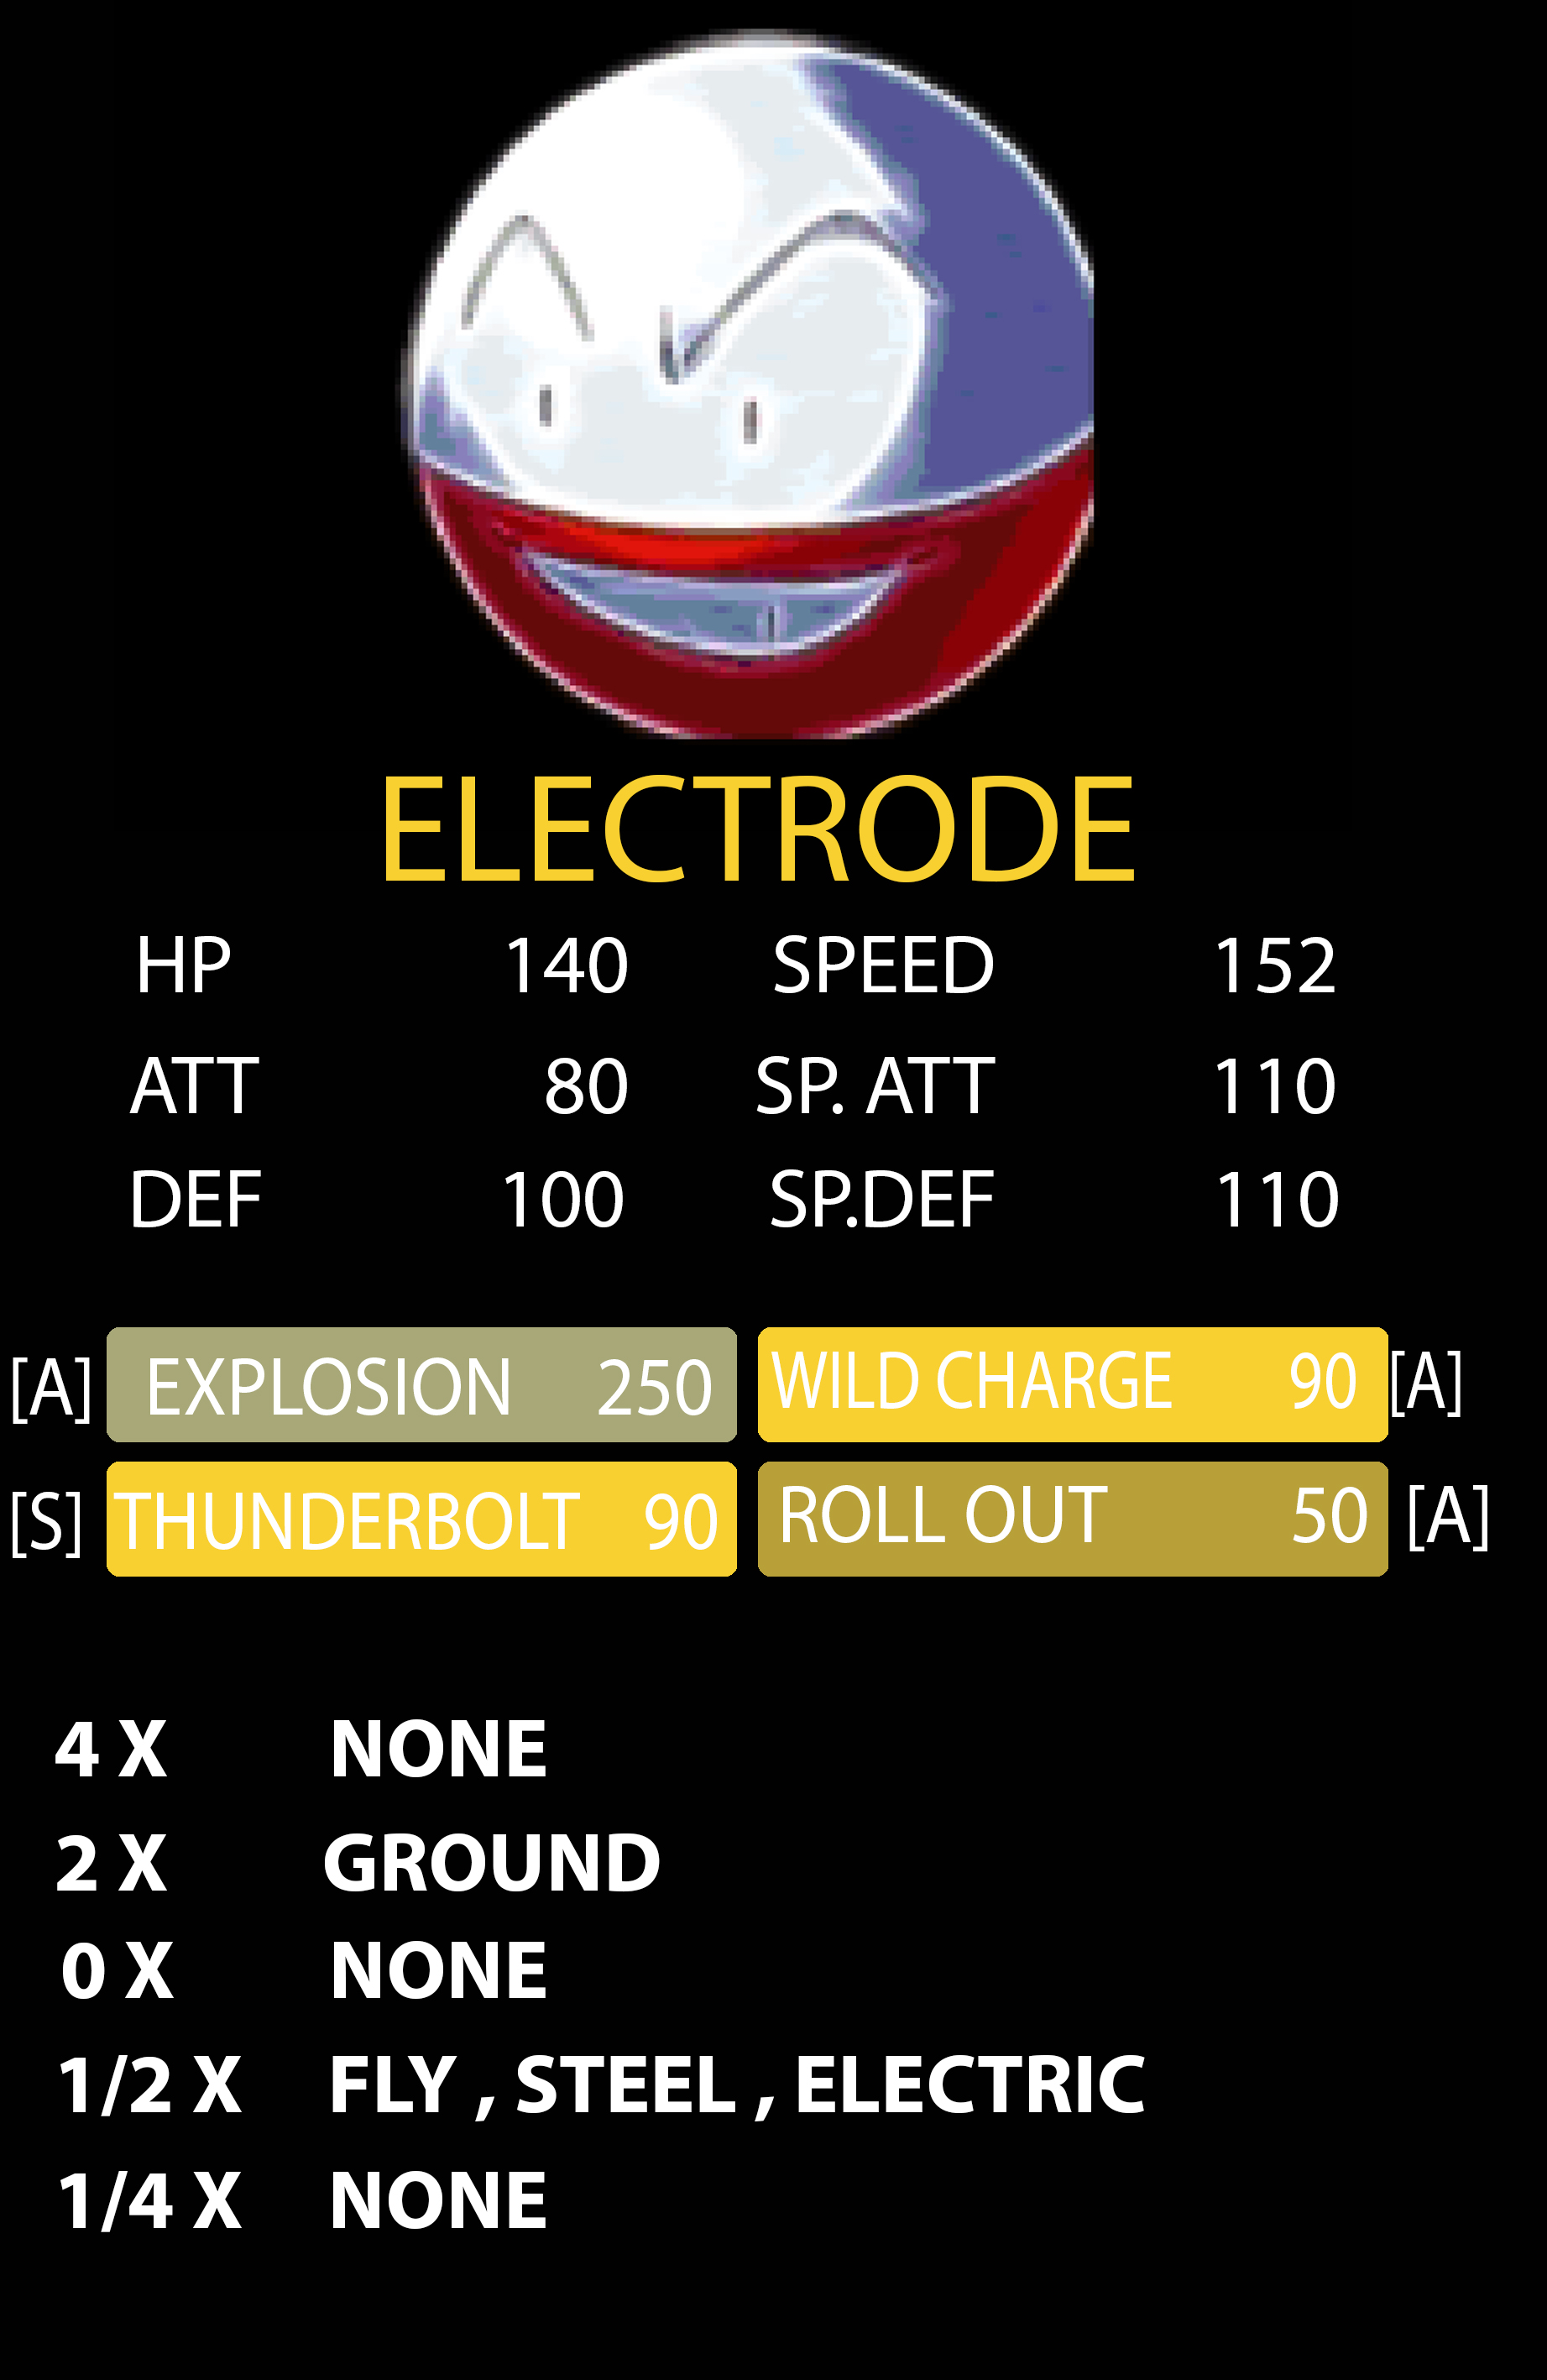 ELECTRODE
HP 140 SPEED 152
ATT 80 SP. ATT 110
DEF 100 SP.DEF 110
[A] EXPLOSION 250 WILD CHARGE 90 [A]
[S] THUNDERBOLT 90 ROLL OUT 50 [A]
4 X NONE
2 X GROUND
0 X NONE
1/2 X FLY , STEEL , ELECTRIC
1/4 X NONE